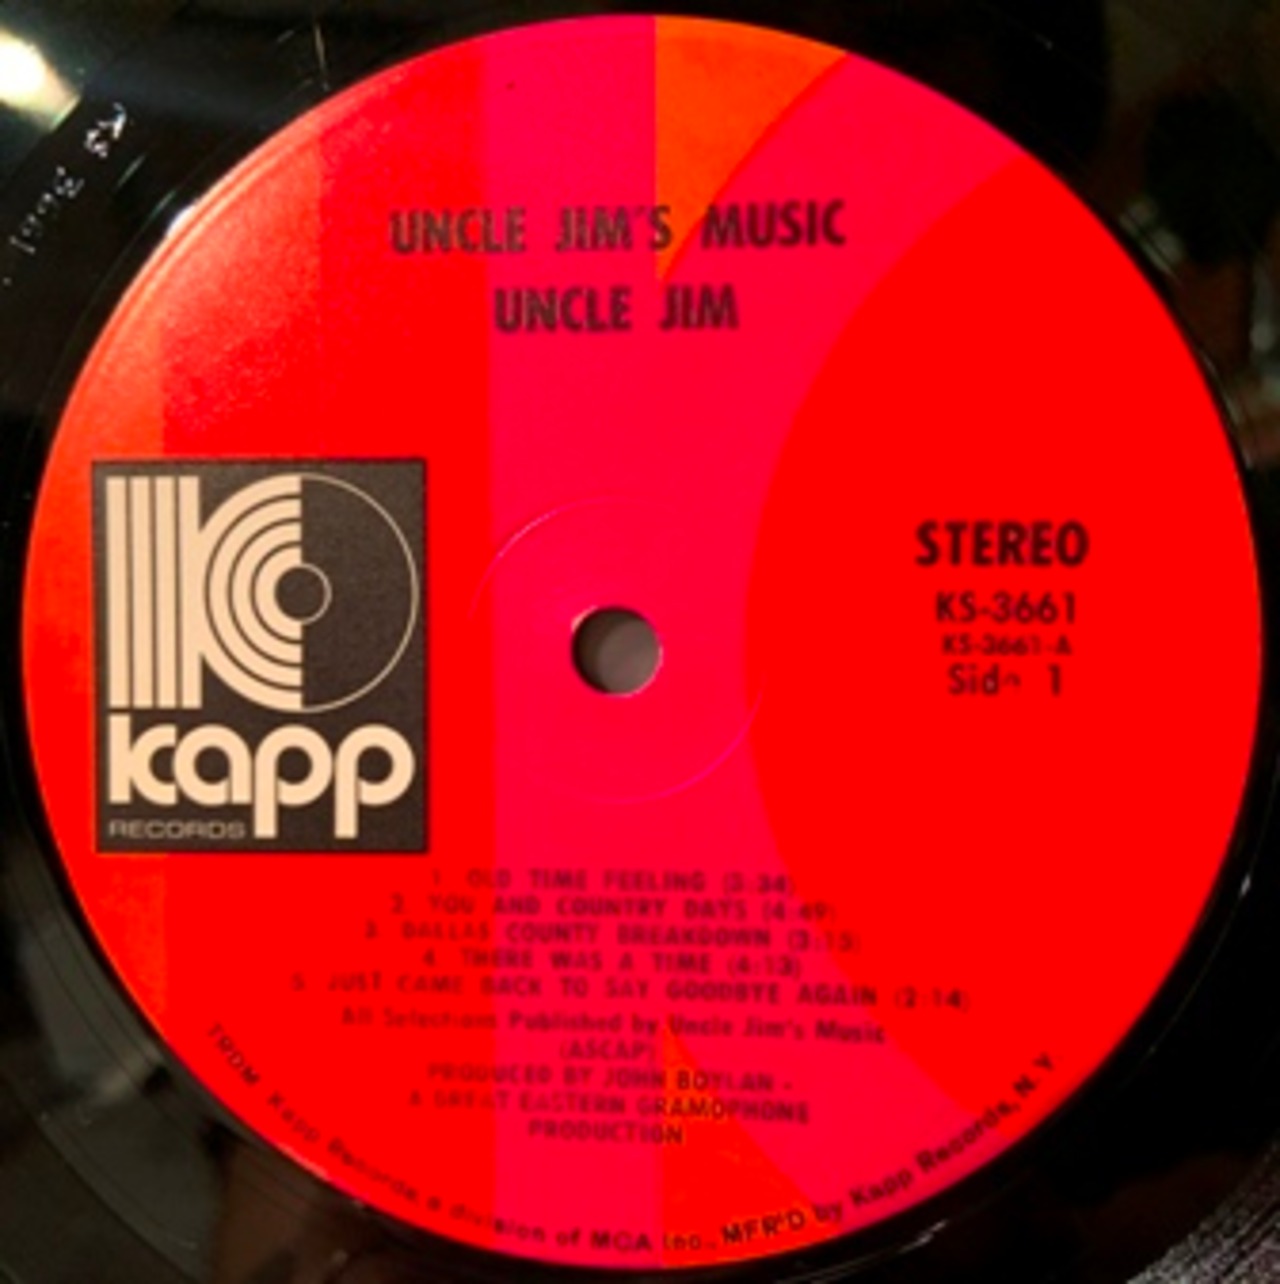 UNCLE JIM'S MUSIC
UNCLE JIM
STEREO
KS-3661
KS-3661-A
Side 1
kapp
RECORDS
1. OLD TIME FEELING (3:34)
2. YOU AND COUNTRY DAYS (4:49)
3. DALLAS COUNTY BREAKDOWN (3:15)
4. THERE WAS A TIME (4:13)
5. JUST CAME BACK TO SAY GOODBYE AGAIN (2:14)
All Selections Published by Uncle Jim's Music
(ASCAP)
PRODUCED BY JOHN BOYLAN -
A GREAT EASTERN GRAMOPHONE
PRODUCTION
TRDM Kapp Records, a division of MCA Inc., MFR'D by Kapp Records, N. Y.